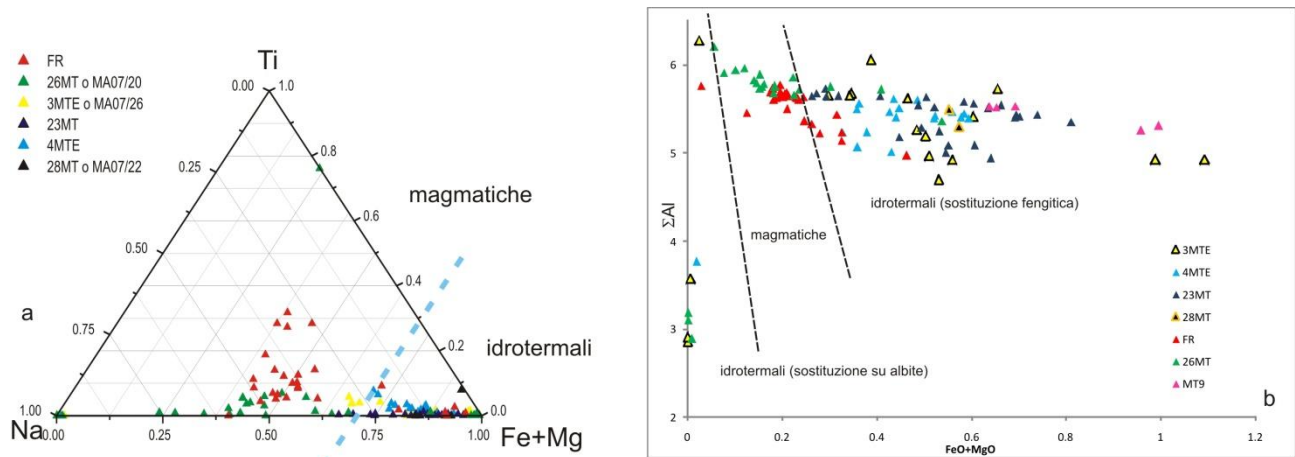 Ti
FR
26MT o MA07/20
3MTE o MA07/26
23MT
4MTE
28MT o MA07/22
0.00
1.0
0.25
0.8
magmatiche
0.50
0.6
0.4
a
0.75
idrotermali
0.2
1.00
0.0
Na
0.00
0.25
0.50
0.75
1.00
Fe+Mg
6
5
4
3
2
ΣAl
idrotermali (sostituzione fengitica)
magmatiche
idrotermali (sostituzione su albite)
3MTE
4MTE
23MT
28MT
FR
26MT
MT9
b
0
0.2
0.4
0.6
0.8
1
1.2
FeO+MgO